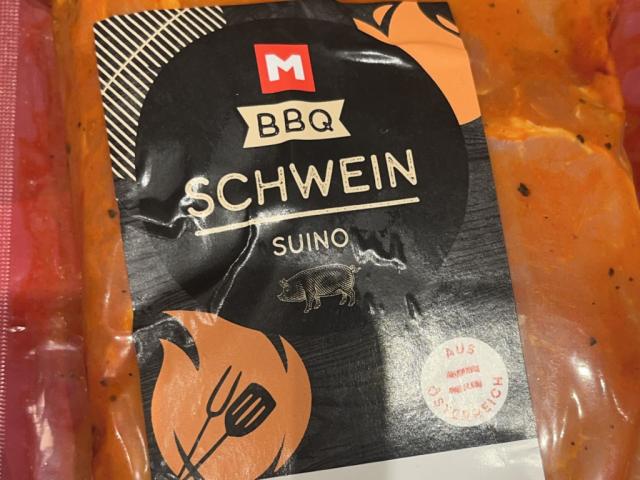 M
BBQ
SCHWEIN
SUINO
AUS
ÖSTERREICH